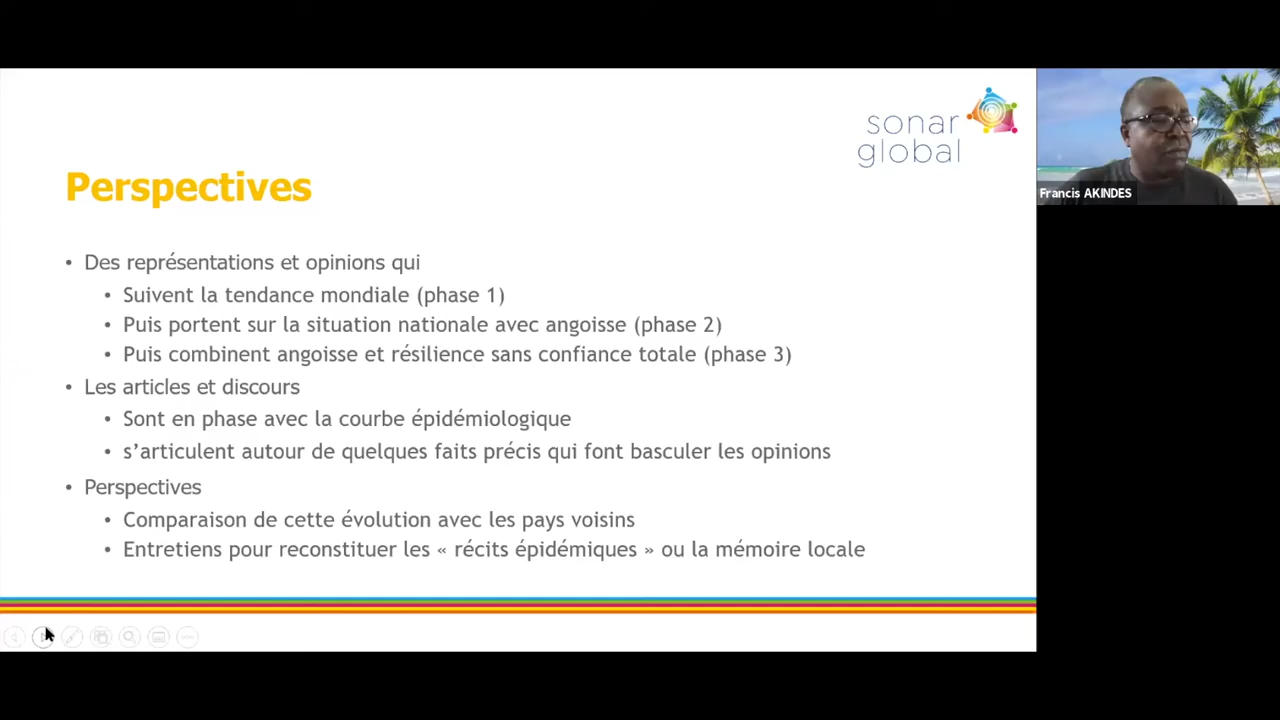 sonar
global
Perspectives
• Des représentations et opinions qui
• Suivent la tendance mondiale (phase 1)
• Puis portent sur la situation nationale avec angoisse (phase 2)
• Puis combinent angoisse et résilience sans confiance totale (phase 3)
• Les articles et discours
• Sont en phase avec la courbe épidémiologique
• s’articulent autour de quelques faits précis qui font basculer les opinions
• Perspectives
• Comparaison de cette évolution avec les pays voisins
• Entretiens pour reconstituer les « récits épidémiques » ou la mémoire locale
Francis AKINDES